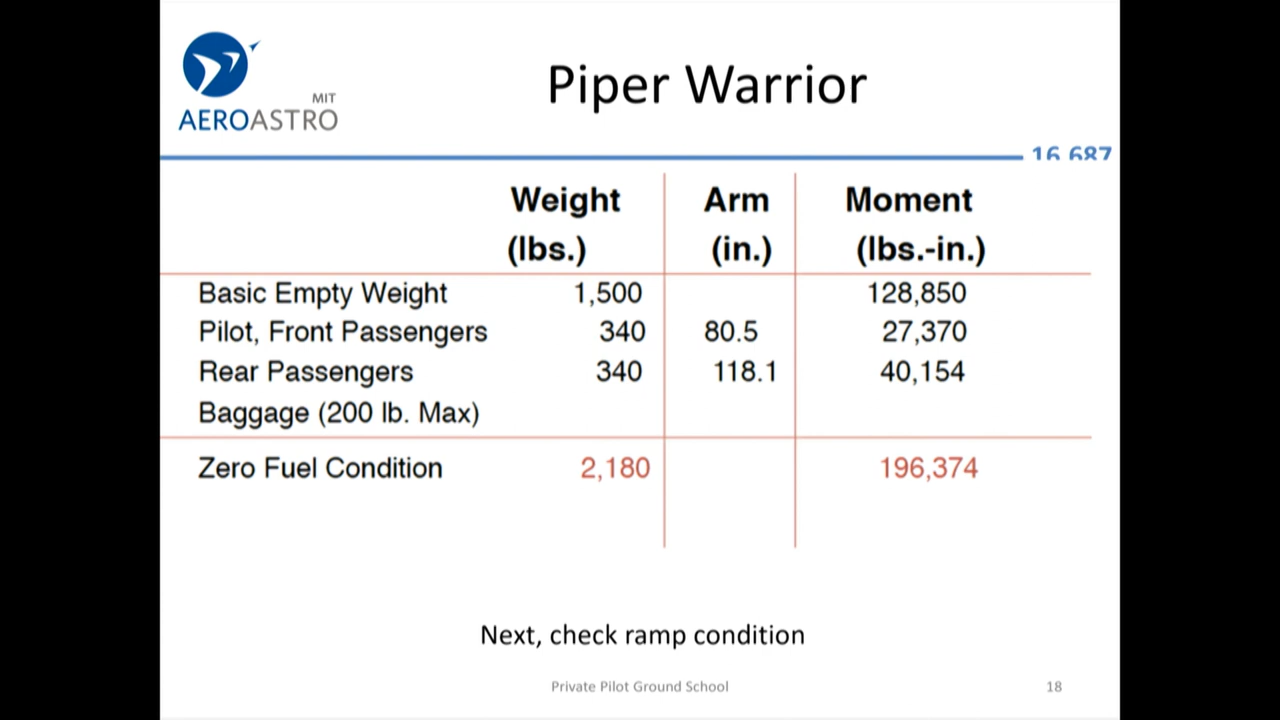 MIT
AEROASTRO
Piper Warrior
16.687
Weight Arm Moment
(lbs.) (in.) (lbs.-in.)
Basic Empty Weight 1,500 128,850
Pilot, Front Passengers 340 80.5 27,370
Rear Passengers 340 118.1 40,154
Baggage (200 lb. Max)
Zero Fuel Condition 2,180 196,374
Next, check ramp condition
Private Pilot Ground School 18